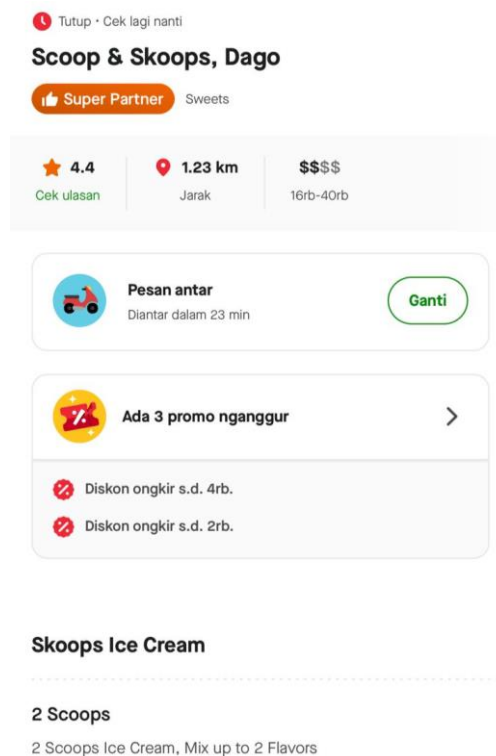 Tutup • Cek lagi nanti
Scoop & Skoops, Dago
Super Partner Sweets
4.4 1.23 km $$$$
Cek ulasan Jarak 16rb-40rb
Pesan antar
Diantar dalam 23 min
Ganti
Ada 3 promo nganggur
Diskon ongkir s.d. 4rb.
Diskon ongkir s.d. 2rb.
Skoops Ice Cream
2 Scoops
2 Scoops Ice Cream, Mix up to 2 Flavors